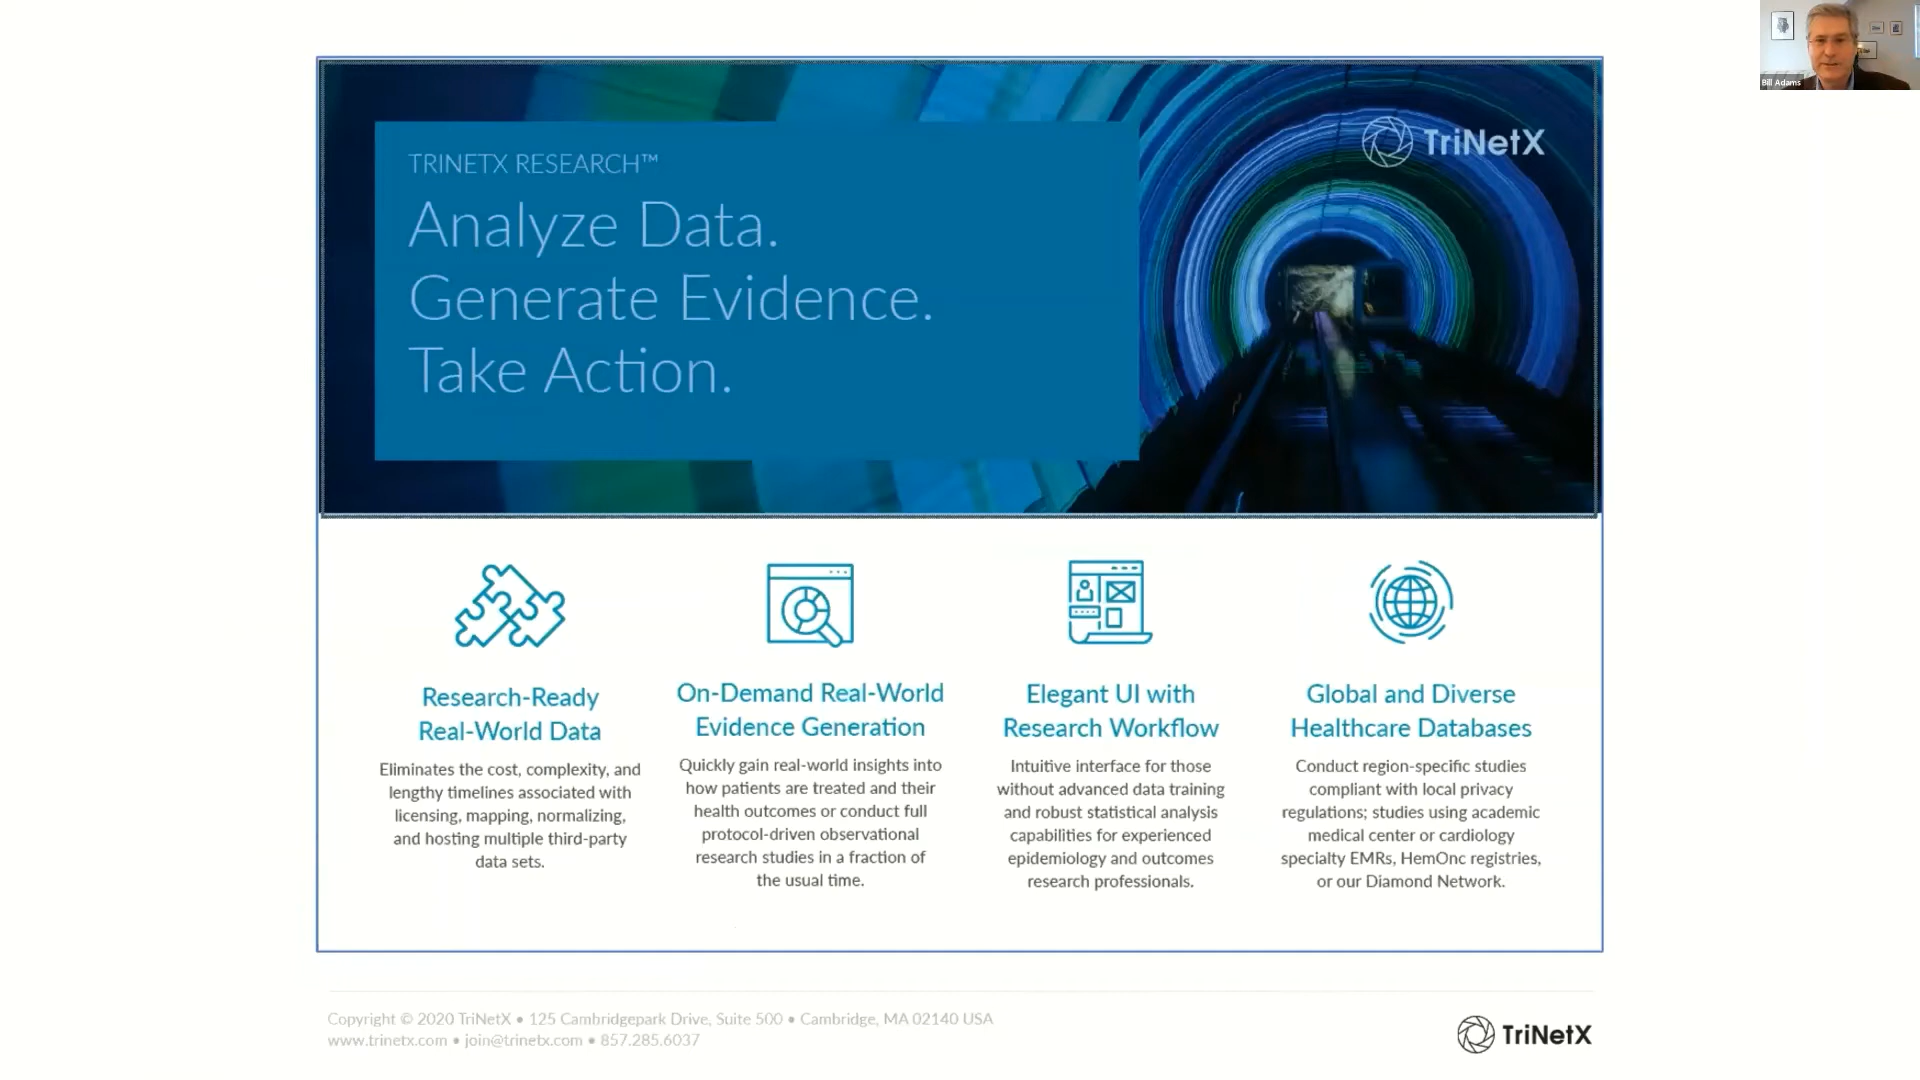 Bill Adams
TRINETX RESEARCH™
Analyze Data.
Generate Evidence.
Take Action.
TriNetX
Research-Ready
Real-World Data
Eliminates the cost, complexity, and
lengthy timelines associated with
licensing, mapping, normalizing,
and hosting multiple third-party
data sets.
On-Demand Real-World
Evidence Generation
Quickly gain real-world insights into
how patients are treated and their
health outcomes or conduct full
protocol-driven observational
research studies in a fraction of
the usual time.
Elegant UI with
Research Workflow
Intuitive interface for those
without advanced data training
and robust statistical analysis
capabilities for experienced
epidemiology and outcomes
research professionals.
Global and Diverse
Healthcare Databases
Conduct region-specific studies
compliant with local privacy
regulations; studies using academic
medical center or cardiology
specialty EMRs, HemOnc registries,
or our Diamond Network.
Copyright © 2020 TriNetX • 125 Cambridgepark Drive, Suite 500 • Cambridge, MA 02140 USA
www.trinetx.com • join@trinetx.com • 857.285.6037
TriNetX